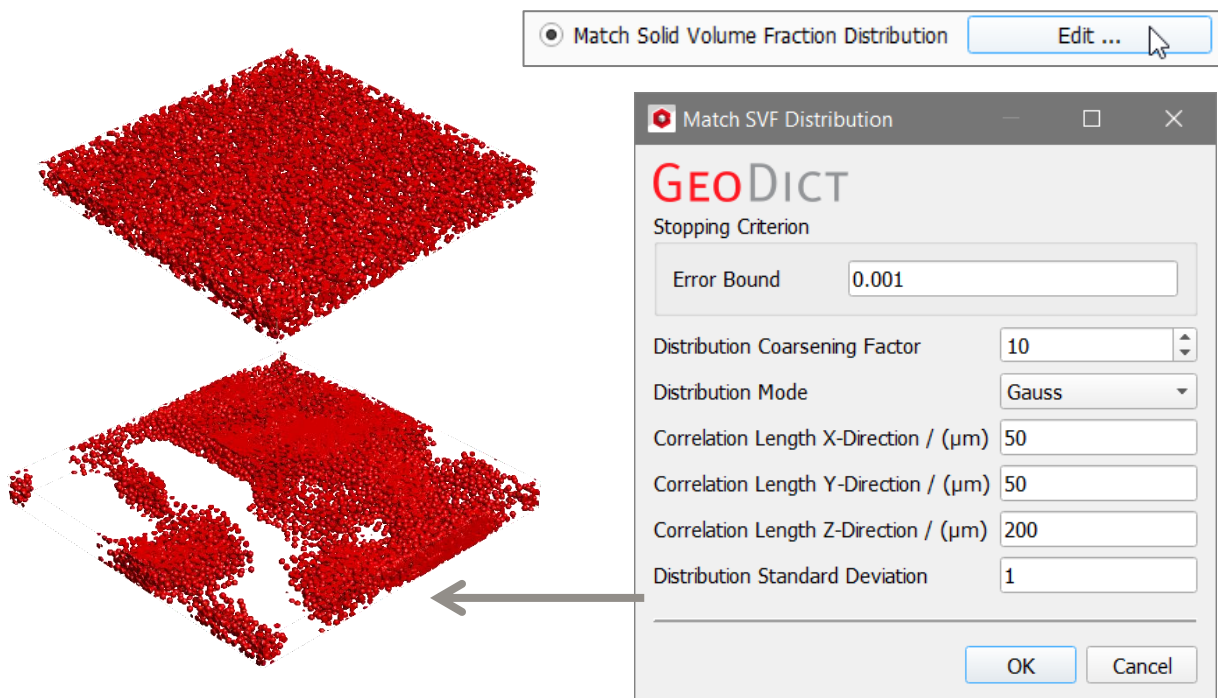 Match Solid Volume Fraction Distribution Edit ...
Match SVF Distribution
GEODICT
Stopping Criterion
Error Bound 0.001
Distribution Coarsening Factor 10
Distribution Mode Gauss
Correlation Length X-Direction / (µm) 50
Correlation Length Y-Direction / (µm) 50
Correlation Length Z-Direction / (µm) 200
Distribution Standard Deviation 1
OK Cancel